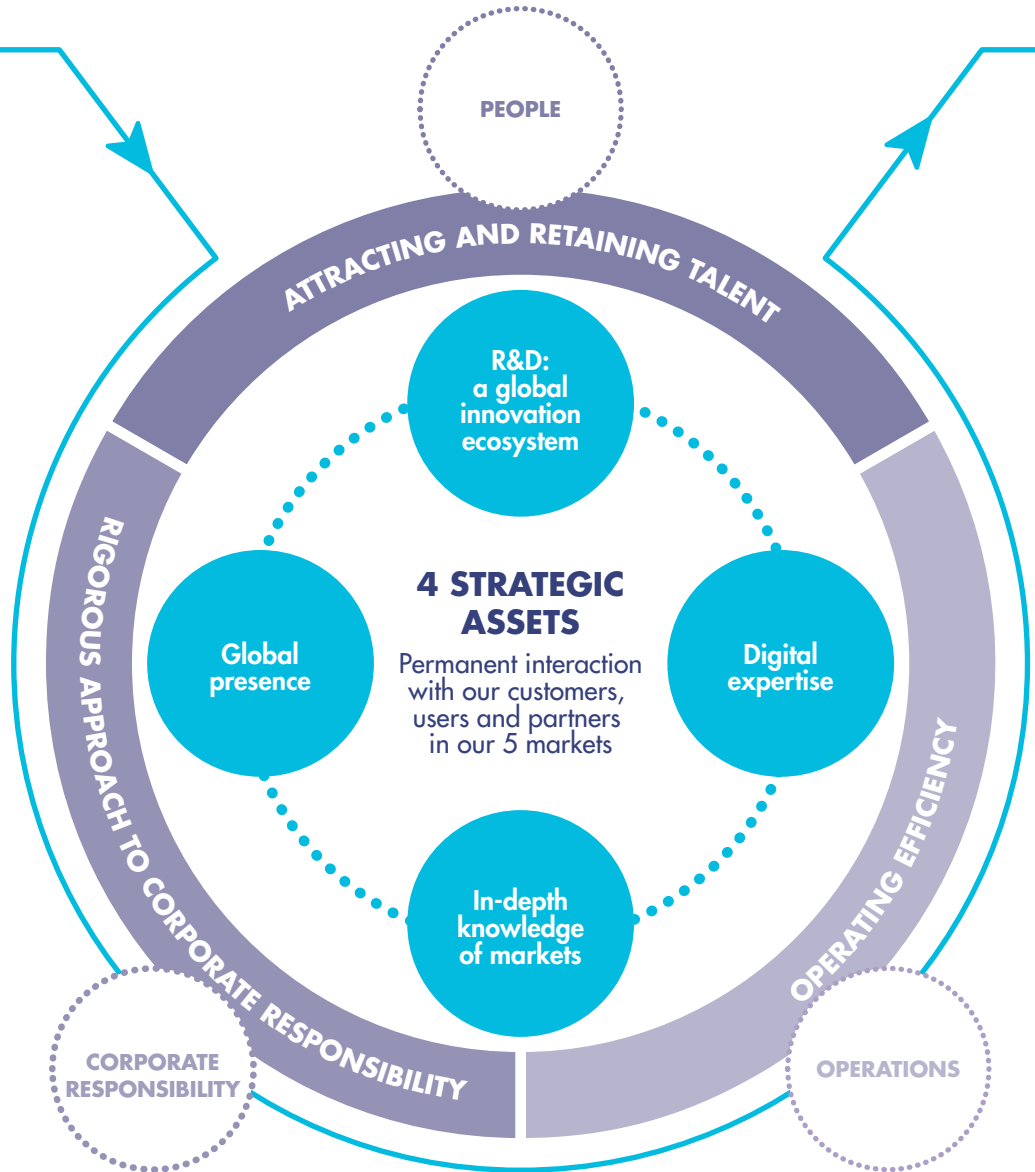 PEOPLE
ATTRACTING AND RETAINING TALENT
R&D:
a global
innovation
ecosystem
4 STRATEGIC
ASSETS
Permanent interaction
with our customers,
users and partners
in our 5 markets
Global
presence
Digital
expertise
In-depth
knowledge
of markets
RIGOROUS APPROACH TO CORPORATE RESPONSIBILITY
OPERATING EFFICIENCY
CORPORATE
RESPONSIBILITY
OPERATIONS